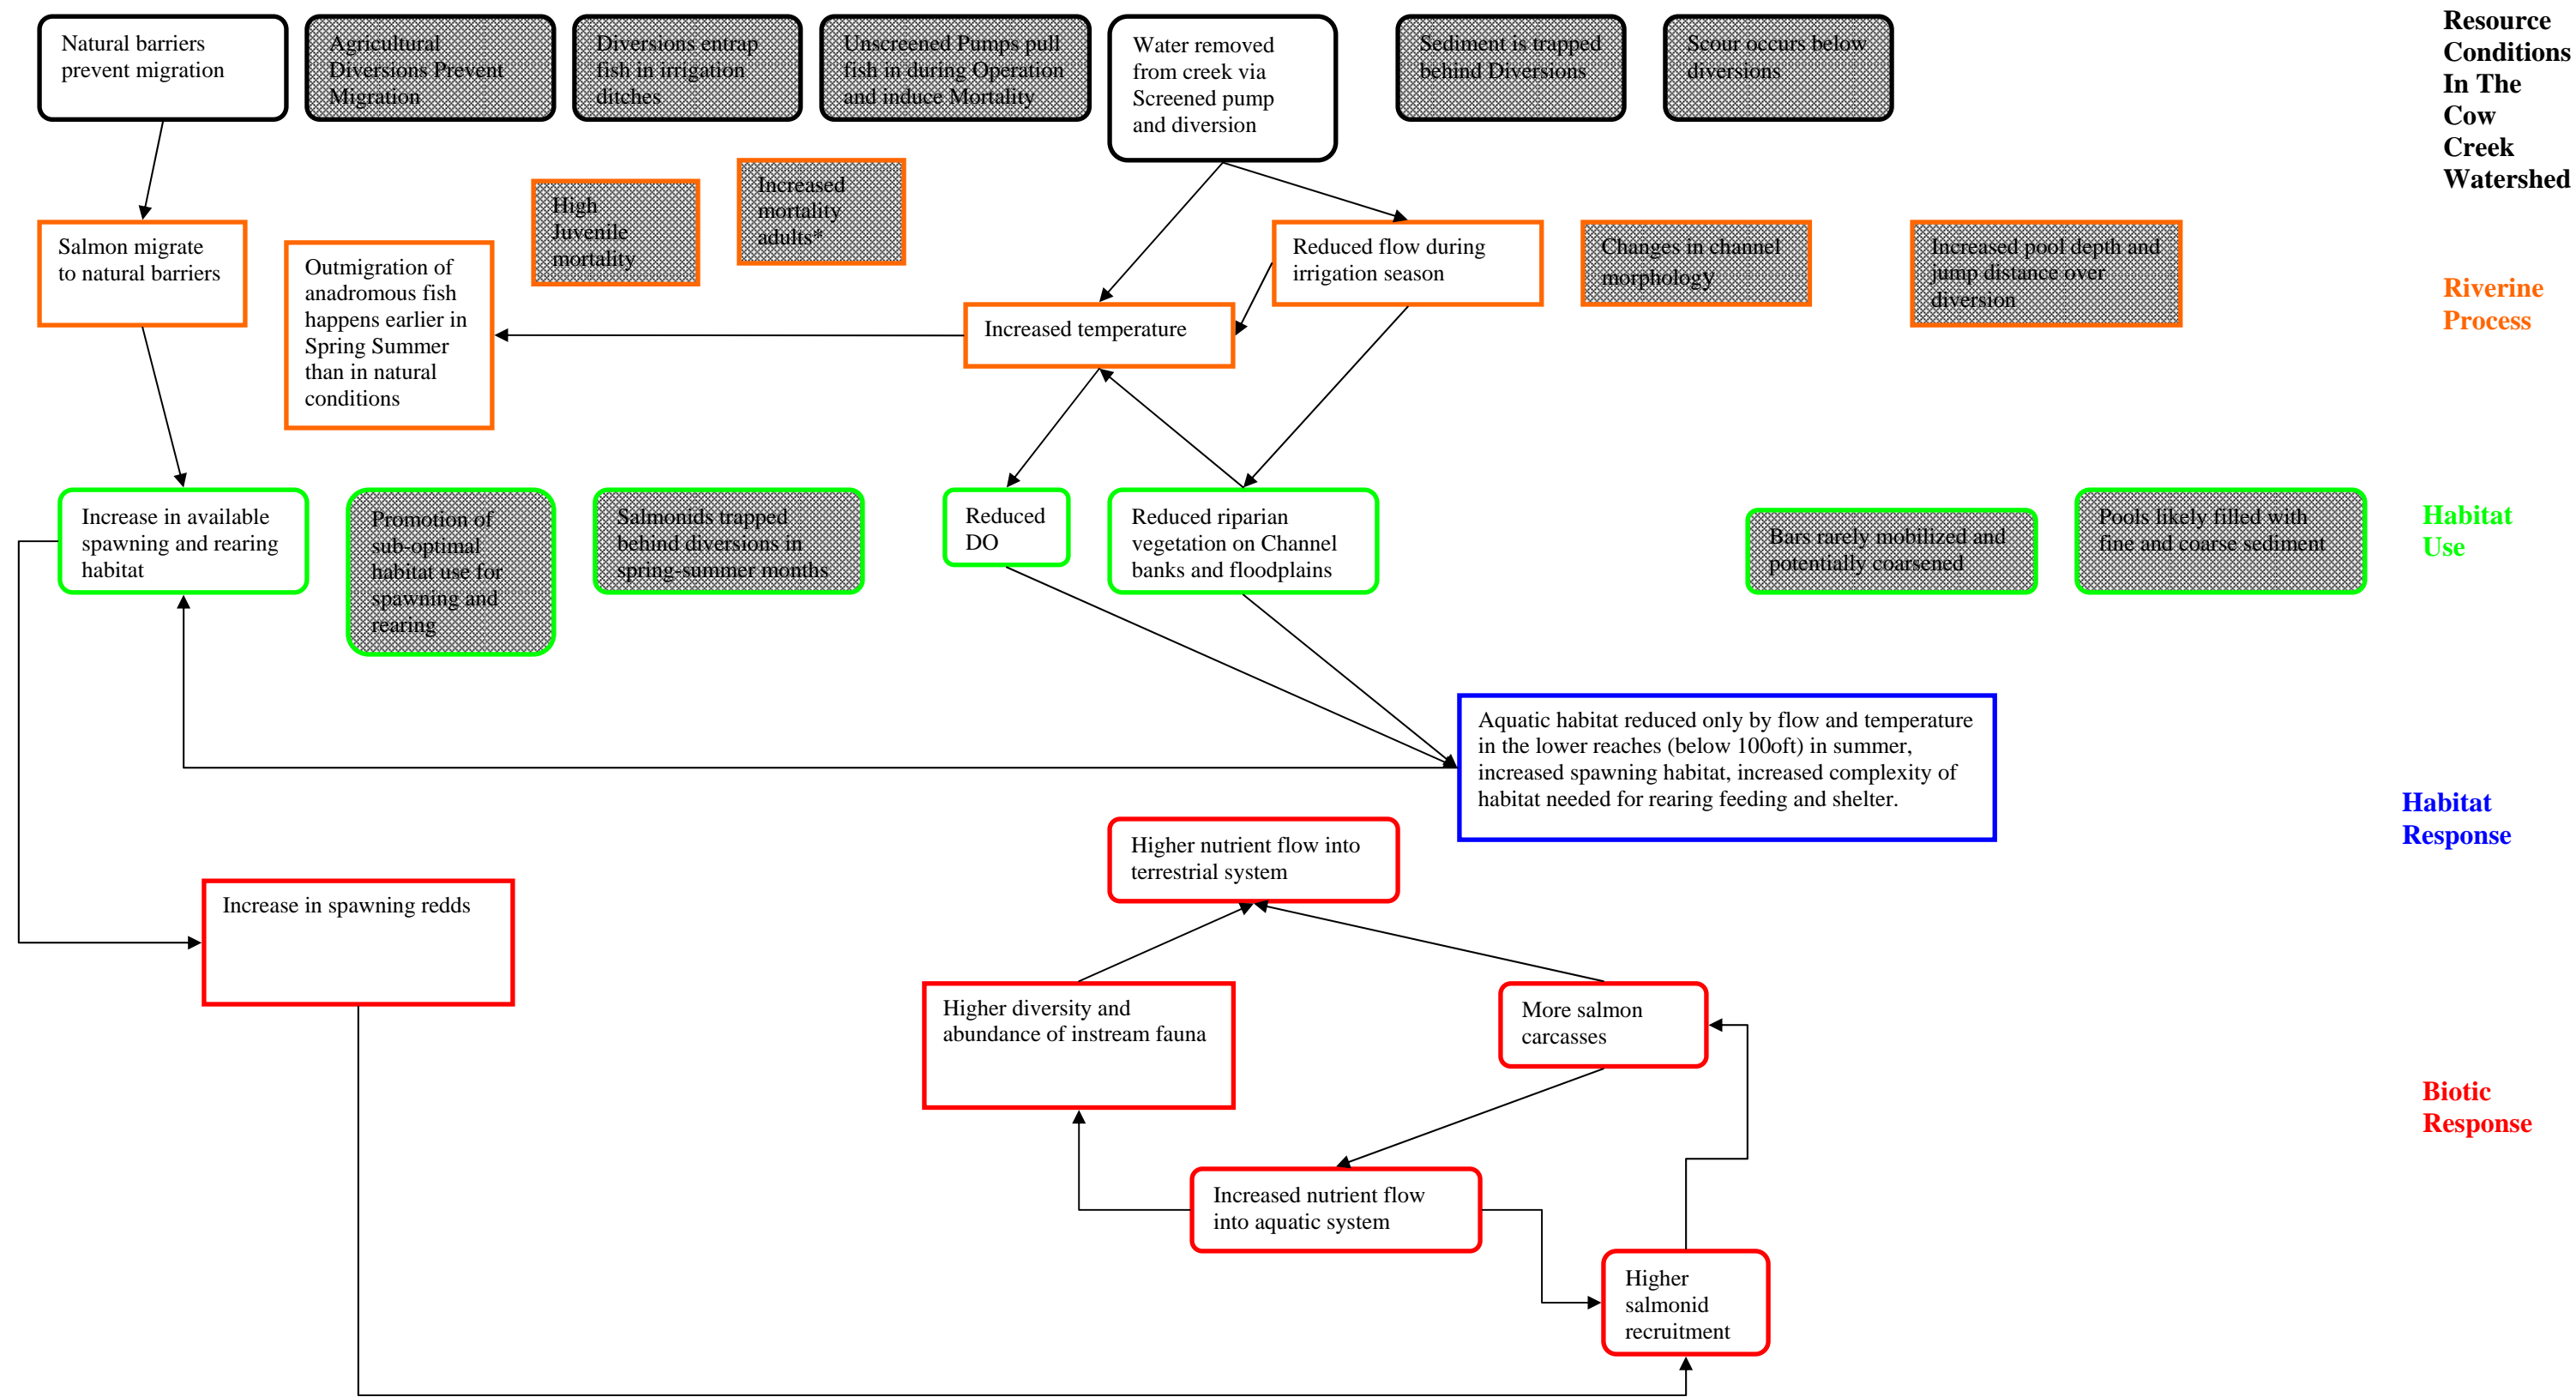 Natural barriers
prevent migration
Agricultural
Diversions Prevent
Migration
Diversions entrap
fish in irrigation
ditches
Unscreened Pumps pull
fish in during Operation
and induce Mortality
Water removed
from creek via
Screened pump
and diversion
Sediment is trapped
behind Diversions
Scour occurs below
diversions
Resource
Conditions
In The
Cow
Creek
Watershed
Salmon migrate
to natural barriers
Outmigration of
anadromous fish
happens earlier in
Spring Summer
than in natural
conditions
High
Juvenile
mortality
Increased
mortality
adults*
Increased temperature
Reduced flow during
irrigation season
Changes in channel
morphology
Increased pool depth and
jump distance over
diversion
Riverine
Process
Increase in available
spawning and rearing
habitat
Promotion of
sub-optimal
habitat use for
spawning and
rearing
Salmonids trapped
behind diversions in
spring-summer months
Reduced
DO
Reduced riparian
vegetation on Channel
banks and floodplains
Bars rarely mobilized and
potentially coarsened
Pools likely filled with
fine and coarse sediment
Habitat
Use
Aquatic habitat reduced only by flow and temperature
in the lower reaches (below 100oft) in summer,
increased spawning habitat, increased complexity of
habitat needed for rearing feeding and shelter.
Habitat
Response
Higher nutrient flow into
terrestrial system
Increase in spawning redds
Higher diversity and
abundance of instream fauna
More salmon
carcasses
Biotic
Response
Increased nutrient flow
into aquatic system
Higher
salmonid
recruitment